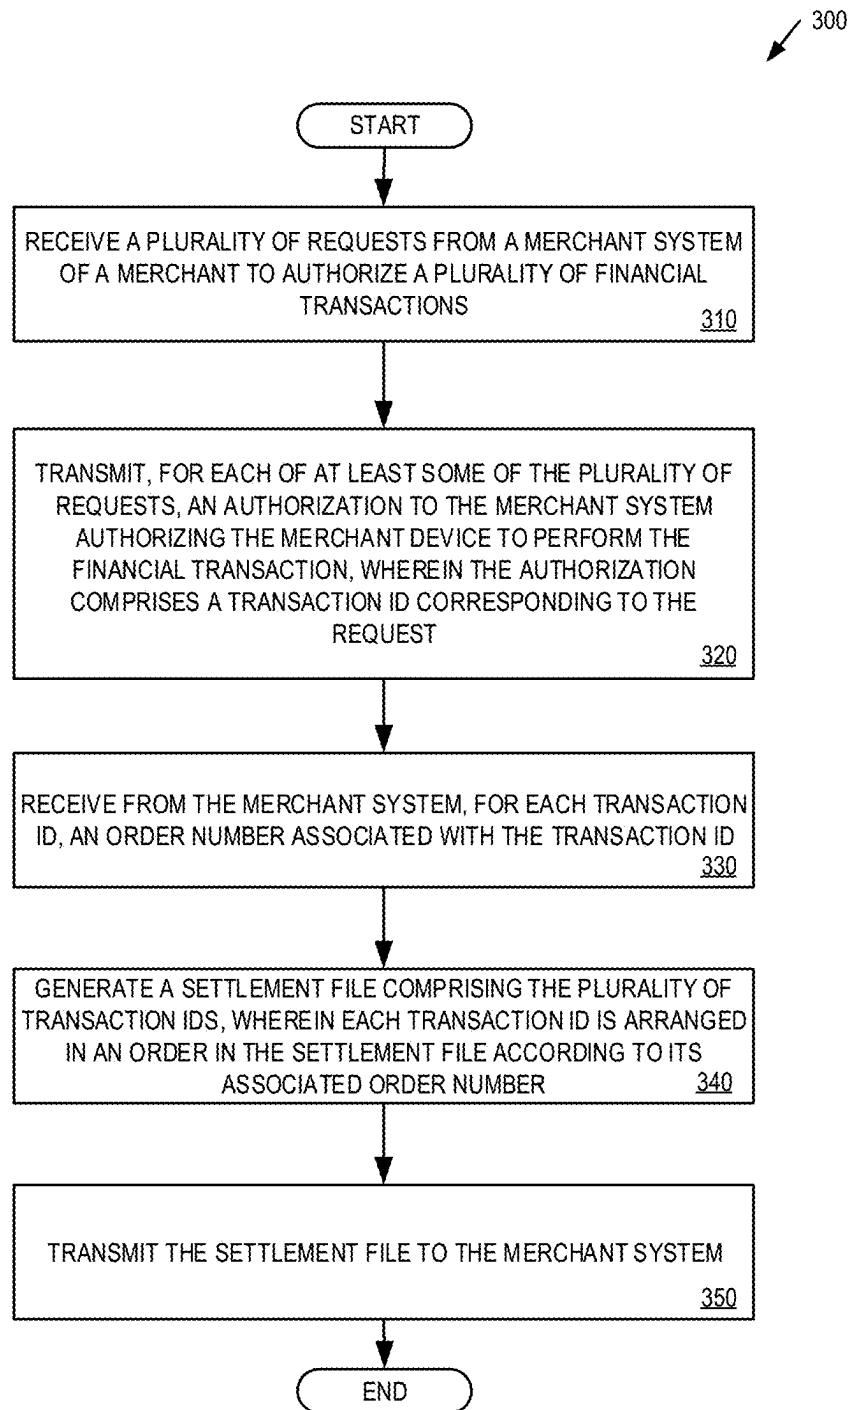 300
START
RECEIVE A PLURALITY OF REQUESTS FROM A MERCHANT SYSTEM
OF A MERCHANT TO AUTHORIZE A PLURALITY OF FINANCIAL
TRANSACTIONS
310
TRANSMIT, FOR EACH OF AT LEAST SOME OF THE PLURALITY OF
REQUESTS, AN AUTHORIZATION TO THE MERCHANT SYSTEM
AUTHORIZING THE MERCHANT DEVICE TO PERFORM THE
FINANCIAL TRANSACTION, WHEREIN THE AUTHORIZATION
COMPRISES A TRANSACTION ID CORRESPONDING TO THE
REQUEST
320
RECEIVE FROM THE MERCHANT SYSTEM, FOR EACH TRANSACTION
ID, AN ORDER NUMBER ASSOCIATED WITH THE TRANSACTION ID
330
GENERATE A SETTLEMENT FILE COMPRISING THE PLURALITY OF
TRANSACTION IDS, WHEREIN EACH TRANSACTION ID IS ARRANGED
IN AN ORDER IN THE SETTLEMENT FILE ACCORDING TO ITS
ASSOCIATED ORDER NUMBER
340
TRANSMIT THE SETTLEMENT FILE TO THE MERCHANT SYSTEM
350
END